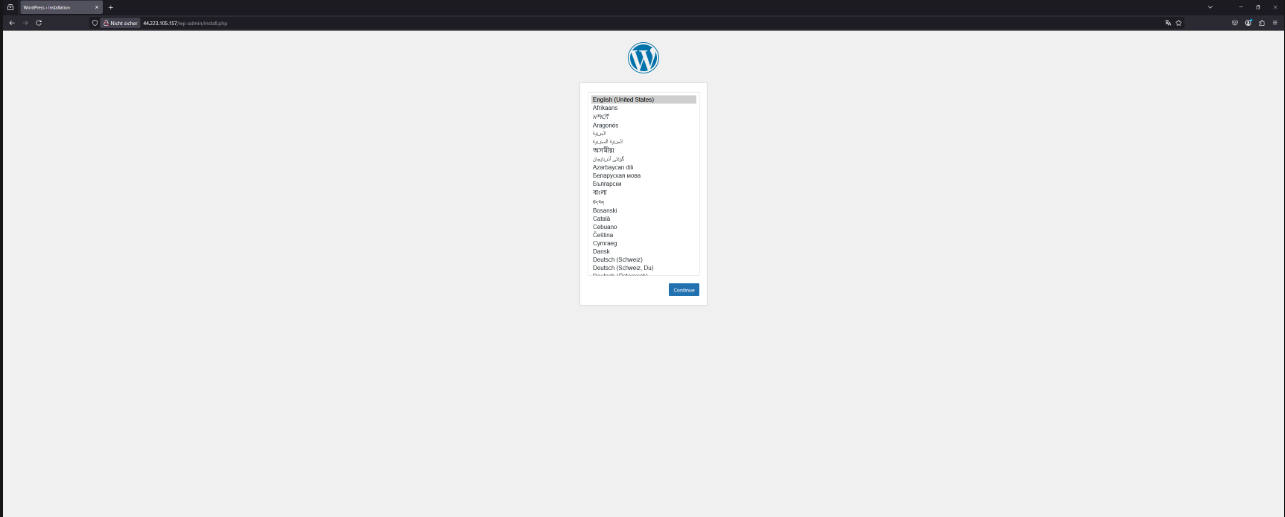 WordPress › Installation
Nicht sicher 44.223.105.157/wp-admin/install.php
English (United States)
Afrikaans
አማርኛ
Aragonés
العربية
العربية المغربية
অসমীয়া
گؤنئی آذربایجان
Azərbaycan dili
Беларуская мова
Български
বাংলা
Bosanski
Català
Cebuano
Čeština
Cymraeg
Dansk
Deutsch (Schweiz)
Deutsch (Schweiz, Du)
Continue